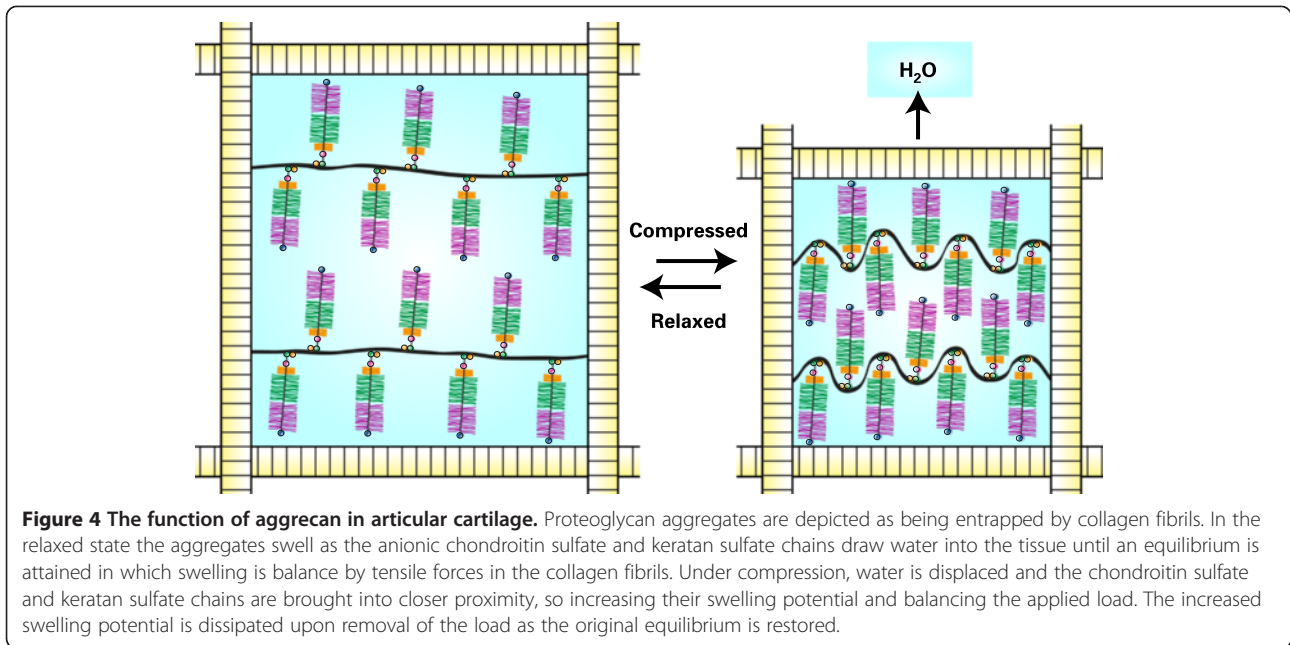 H₂O
Compressed
Relaxed
Figure 4 The function of aggrecan in articular cartilage. Proteoglycan aggregates are depicted as being entrapped by collagen fibrils. In the
relaxed state the aggregates swell as the anionic chondroitin sulfate and keratan sulfate chains draw water into the tissue until an equilibrium is
attained in which swelling is balance by tensile forces in the collagen fibrils. Under compression, water is displaced and the chondroitin sulfate
and keratan sulfate chains are brought into closer proximity, so increasing their swelling potential and balancing the applied load. The increased
swelling potential is dissipated upon removal of the load as the original equilibrium is restored.